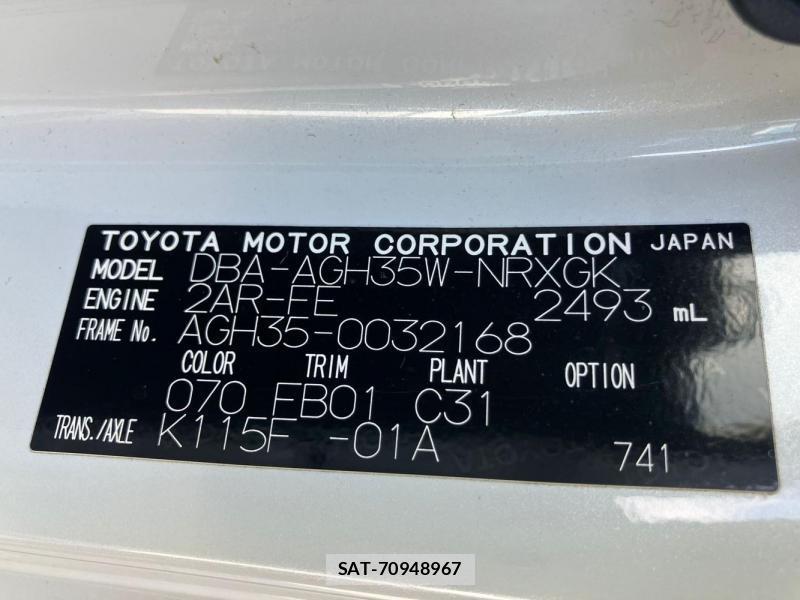 TOYOTA MOTOR CORPORATION JAPAN
MODEL DBA-AGH35W-NRXGK
ENGINE 2AR-FE 2493 mL
FRAME No. AGH35-0032168
COLOR TRIM PLANT OPTION
070 FB01 C31
TRANS./AXLE K115F -01A 741
SAT-70948967